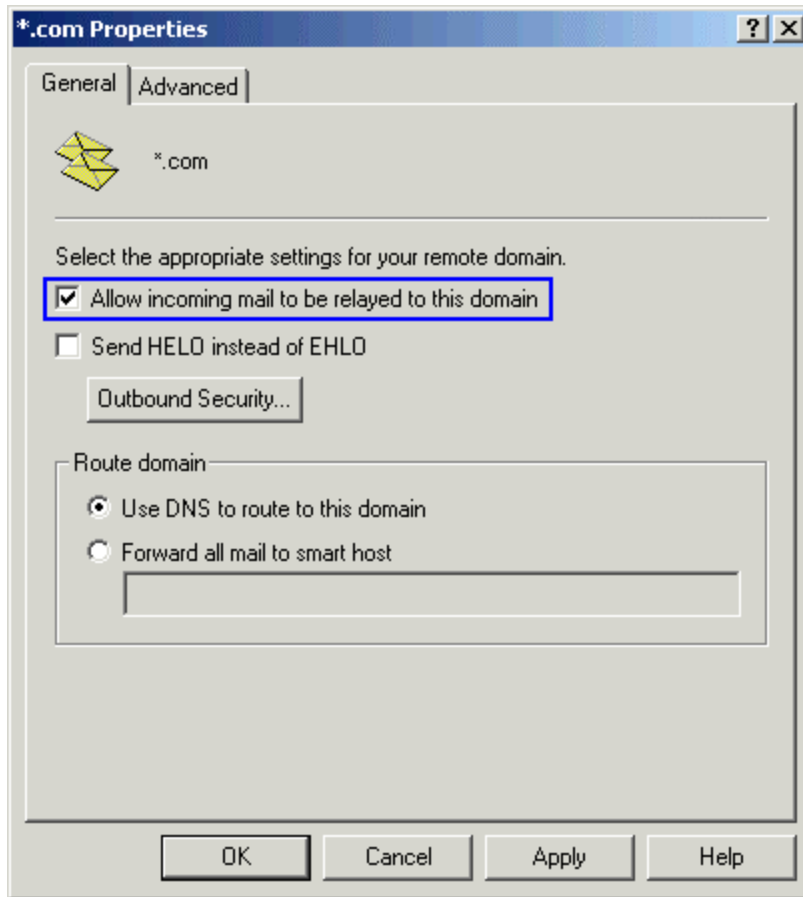 *.com Properties
General Advanced
*.com
Select the appropriate settings for your remote domain.
Allow incoming mail to be relayed to this domain
Send HELO instead of EHLO
Outbound Security...
Route domain
Use DNS to route to this domain
Forward all mail to smart host
OK Cancel Apply Help